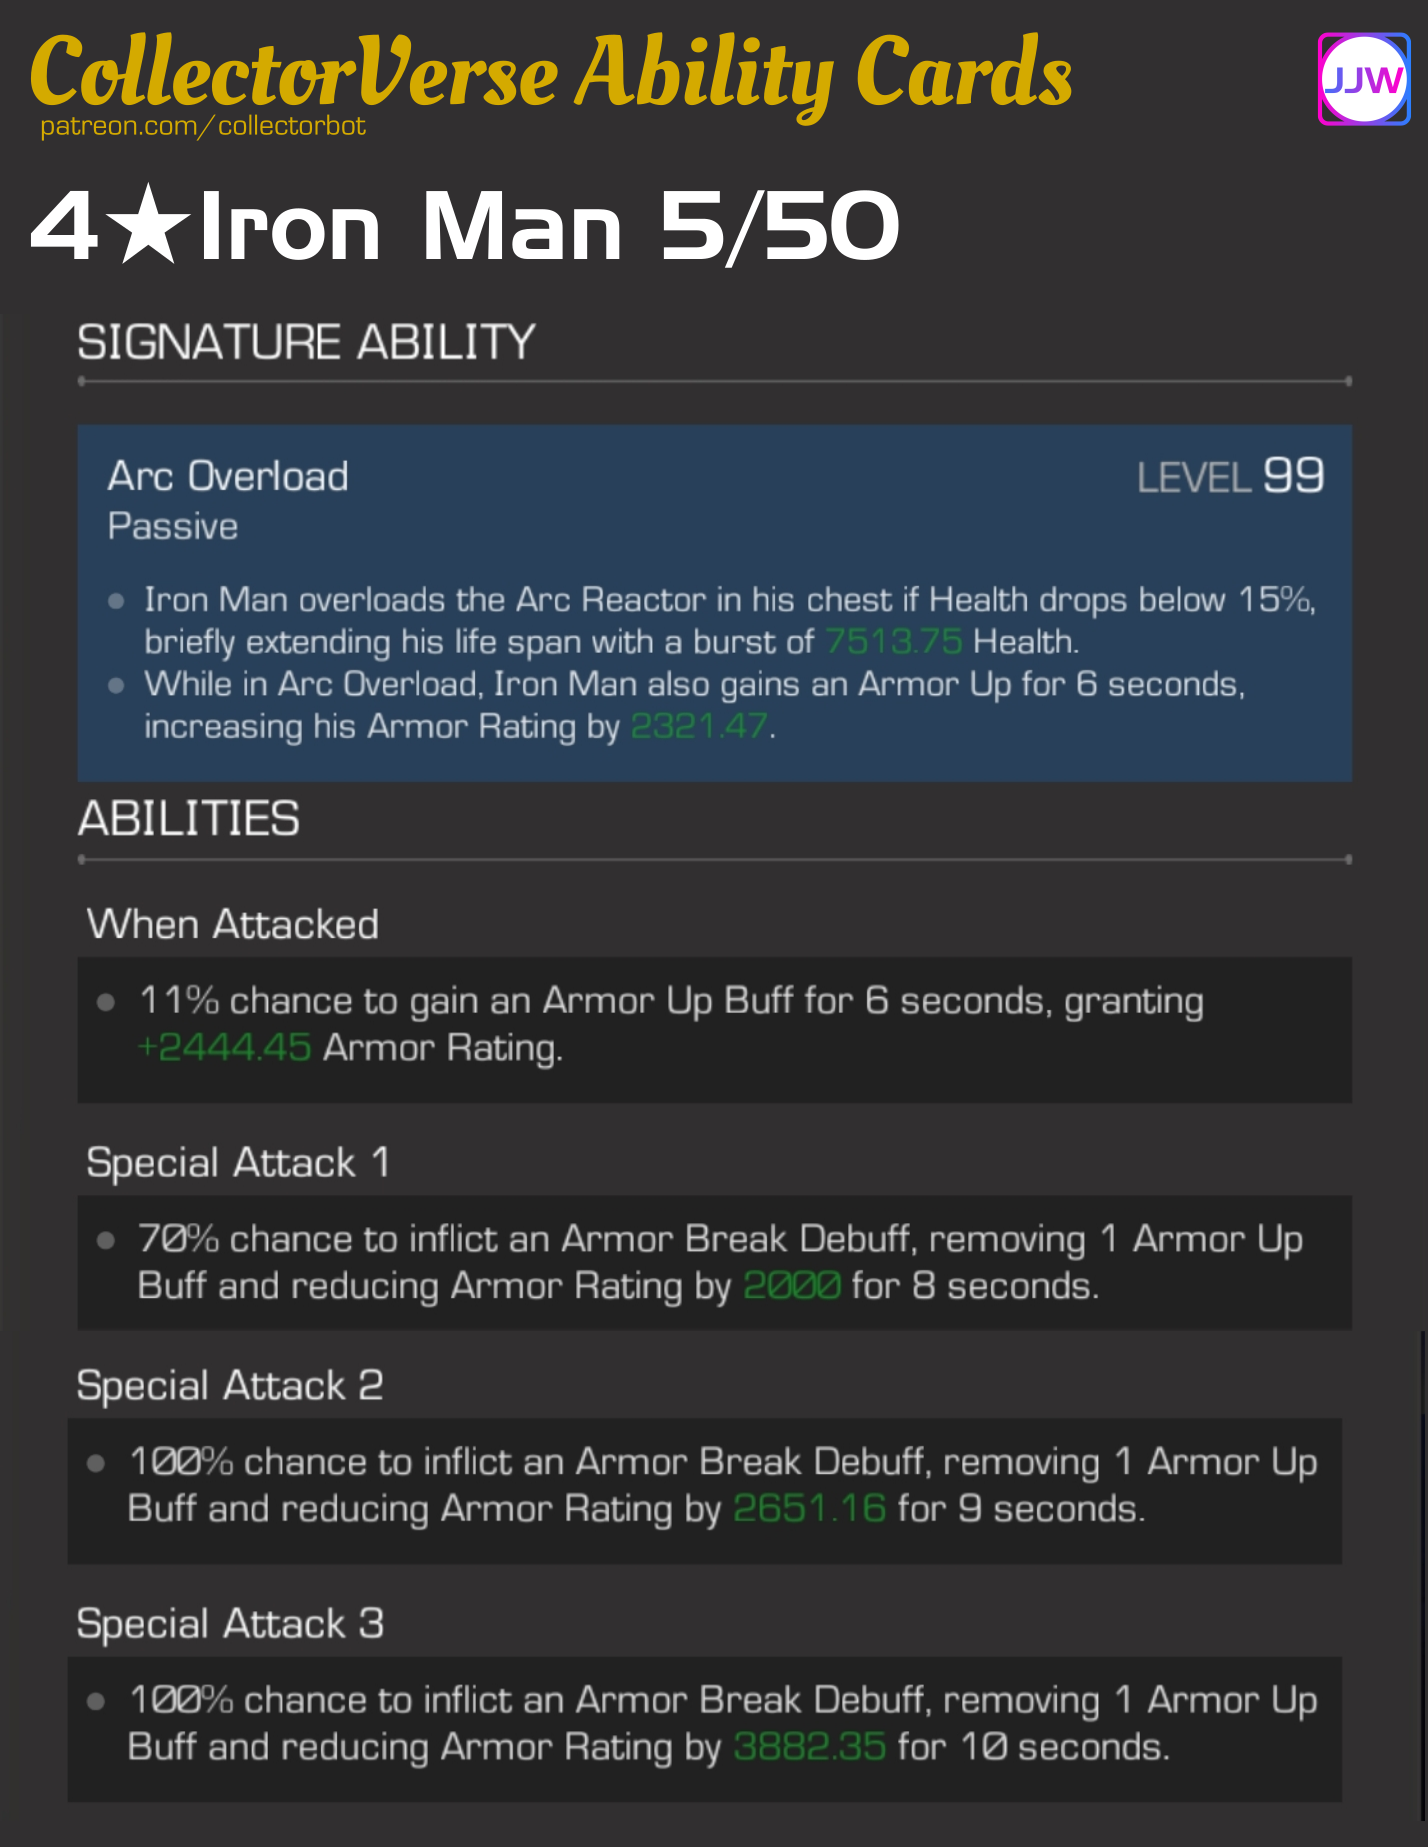 CollectorVerse Ability Cards
JJW
patreon.com/collectorbot
4★Iron Man 5/50
SIGNATURE ABILITY
Arc Overload
LEVEL 99
Passive
Iron Man overloads the Arc Reactor in his chest if Health drops below 15%,
briefly extending his life span with a burst of 7513.75 Health.
While in Arc Overload, Iron Man also gains an Armor Up for 6 seconds,
increasing his Armor Rating by 2321.47.
ABILITIES
When Attacked
11% chance to gain an Armor Up Buff for 6 seconds, granting
+2444.45 Armor Rating.
Special Attack 1
70% chance to inflict an Armor Break Debuff, removing 1 Armor Up
Buff and reducing Armor Rating by 2000 for 8 seconds.
Special Attack 2
100% chance to inflict an Armor Break Debuff, removing 1 Armor Up
Buff and reducing Armor Rating by 2651.16 for 9 seconds.
Special Attack 3
100% chance to inflict an Armor Break Debuff, removing 1 Armor Up
Buff and reducing Armor Rating by 3882.35 for 10 seconds.